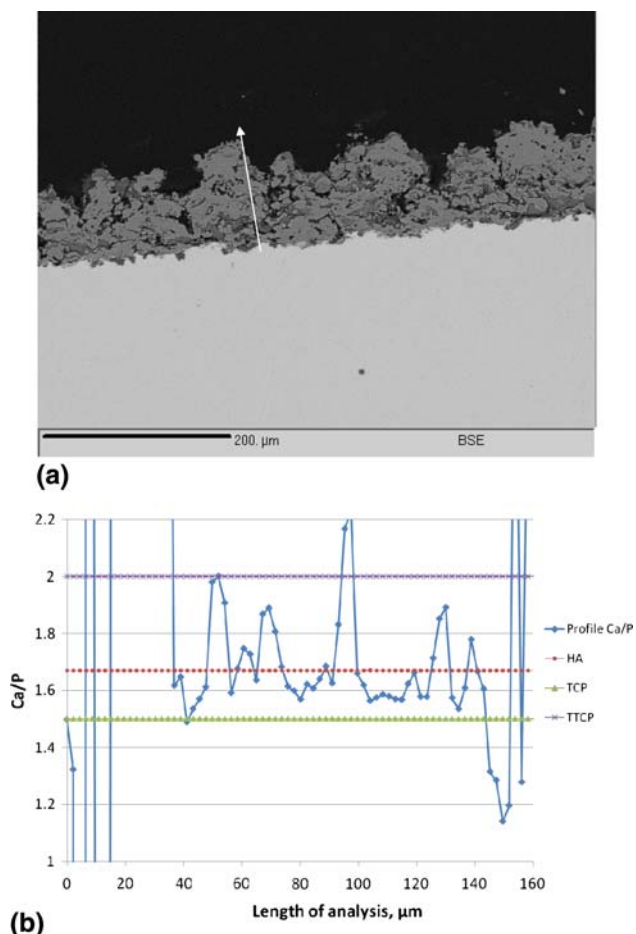 200. µm BSE
(a)
2.2
2
1.8
1.6
1.4
1.2
1
Ca/P
0 20 40 60 80 100 120 140 160
Length of analysis, µm
Profile Ca/P
HA
TCP
TTCP
(b)